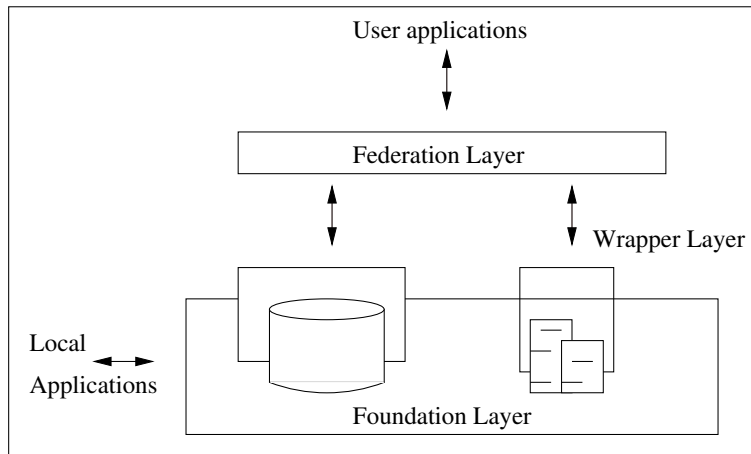 User applications
Federation Layer
Wrapper Layer
Local
Applications
Foundation Layer